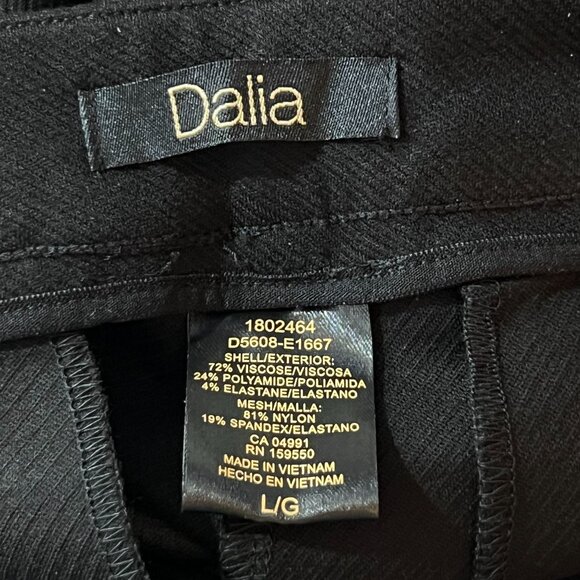 Dalia
1802464
D5608-E1667
SHELL/EXTERIOR:
72% VISCOSE/VISCOSA
24% POLYAMIDE/POLIAMIDA
4% ELASTANE/ELASTANO
MESH/MALLA:
81% NYLON
19% SPANDEX/ELASTANO
CA 04991
RN 159550
MADE IN VIETNAM
HECHO EN VIETNAM
L/G